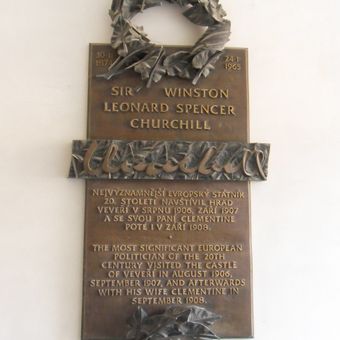 30·11 24·1
187 1965
SIR WINSTON
LEONARD SPENCER
CHURCHILL
Churchill
NEJVÝZNAMNĚJŠÍ EVROPSKÝ STÁTNÍK
20. STOLETÍ NAVŠTÍVIL HRAD
VEVEŘÍ V SRPNU 1906, ZÁŘÍ 1907
A SE SVOU PANÍ CLEMENTINE
POTÉ I V ZÁŘÍ 1908.
THE MOST SIGNIFICANT EUROPEAN
POLITICIAN OF THE 20TH
CENTURY VISITED THE CASTLE
OF VEVEŘÍ IN AUGUST 1906,
SEPTEMBER 1907, AND AFTERWARDS
WITH HIS WIFE CLEMENTINE IN
SEPTEMBER 1908.